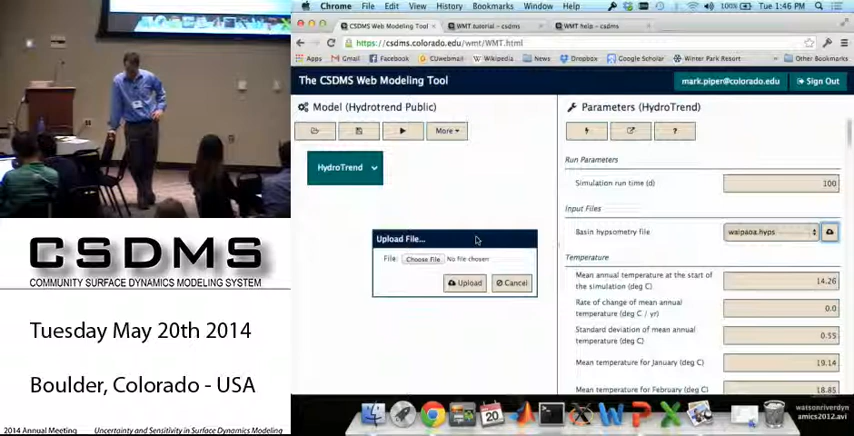 Chrome File Edit View History Bookmarks Window Help 100% Tue 1:46 PM
CSDMS Web Modeling Tool WMT tutorial - csdms WMT help - csdms
https://csdms.colorado.edu/wmt/WMT.html
Apps Gmail Facebook CUwebmail Wikipedia News Dropbox Google Scholar Winter Park Resort Other Bookmarks
The CSDMS Web Modeling Tool mark.piper@colorado.edu Sign Out
Model (Hydrotrend Public)
More
HydroTrend
Upload File...
File: Choose File No file chosen
Upload Cancel
Parameters (HydroTrend)
?
Run Parameters
Simulation run time (d) 100
Input Files
Basin hypsometry file waipaoa.hyps
Temperature
Mean annual temperature at the start of
the simulation (deg C) 14.26
Rate of change of mean annual
temperature (deg C / yr) 0.0
Standard deviation of mean annual
temperature (deg C) 0.55
Mean temperature for January (deg C) 19.14
Mean temperature for February (deg C) 18.85
20
watsonriverdyn
amics2012.avi
CSDMS
COMMUNITY SURFACE DYNAMICS MODELING SYSTEM
Tuesday May 20th 2014
Boulder, Colorado - USA
2014 Annual Meeting Uncertainty and Sensitivity in Surface Dynamics Modeling